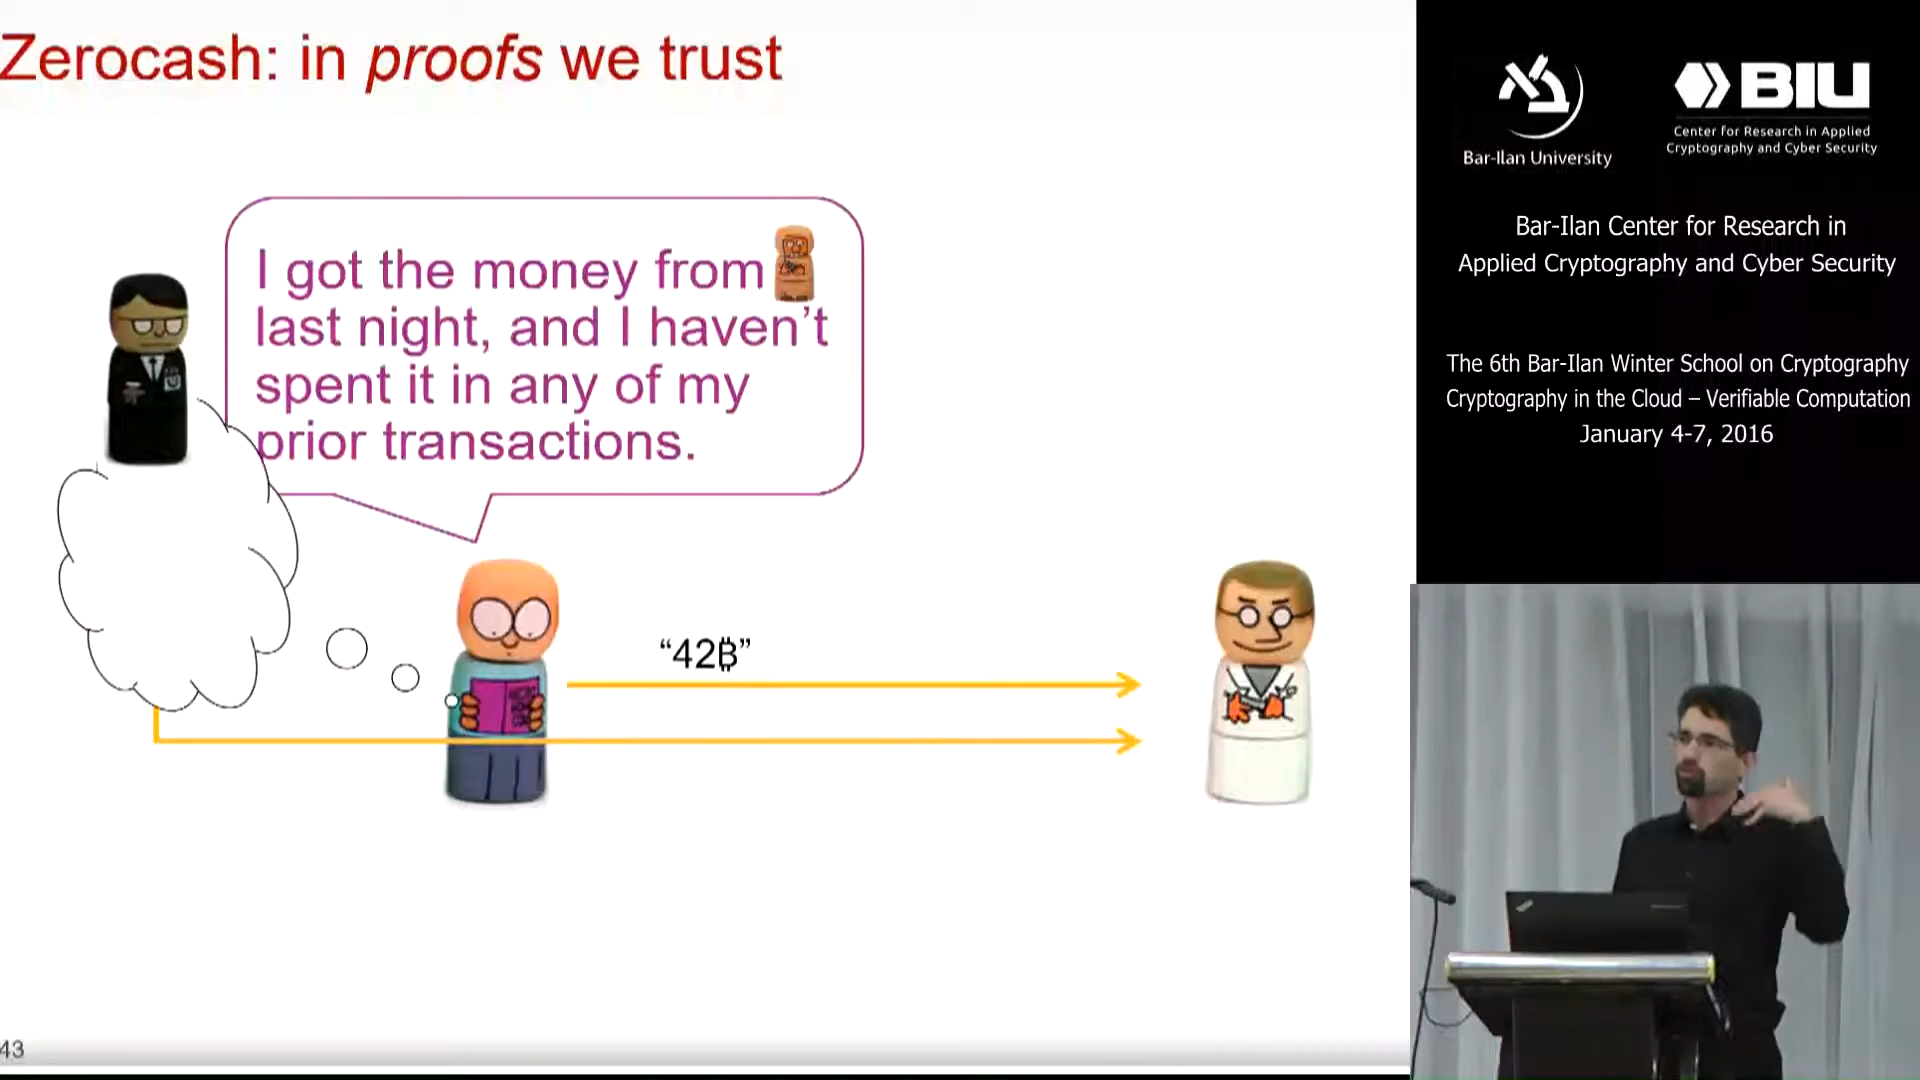 Zerocash: in proofs we trust
I got the money from
last night, and I haven't
spent it in any of my
prior transactions.
“42₿”
43
Bar-Ilan University
BIU
Center for Research in Applied
Cryptography and Cyber Security
Bar-Ilan Center for Research in
Applied Cryptography and Cyber Security
The 6th Bar-Ilan Winter School on Cryptography
Cryptography in the Cloud – Verifiable Computation
January 4-7, 2016